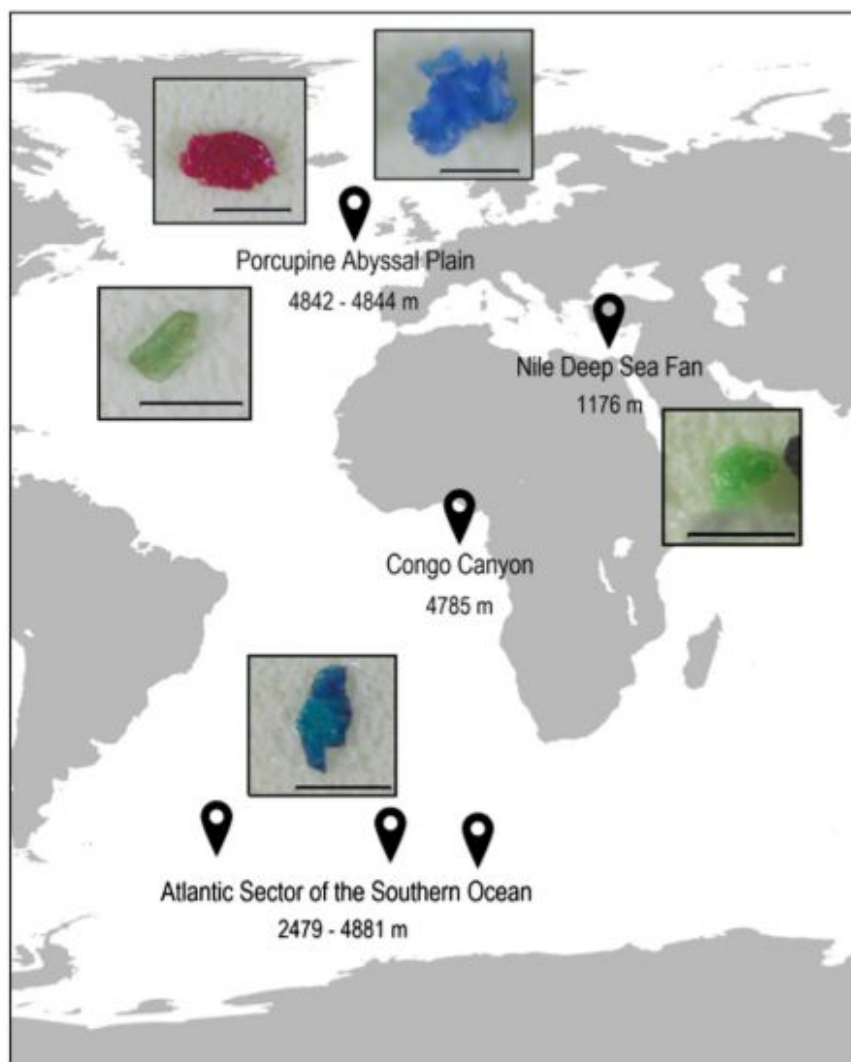 Porcupine Abyssal Plain
4842 - 4844 m
Nile Deep Sea Fan
1176 m
Congo Canyon
4785 m
Atlantic Sector of the Southern Ocean
2479 - 4881 m